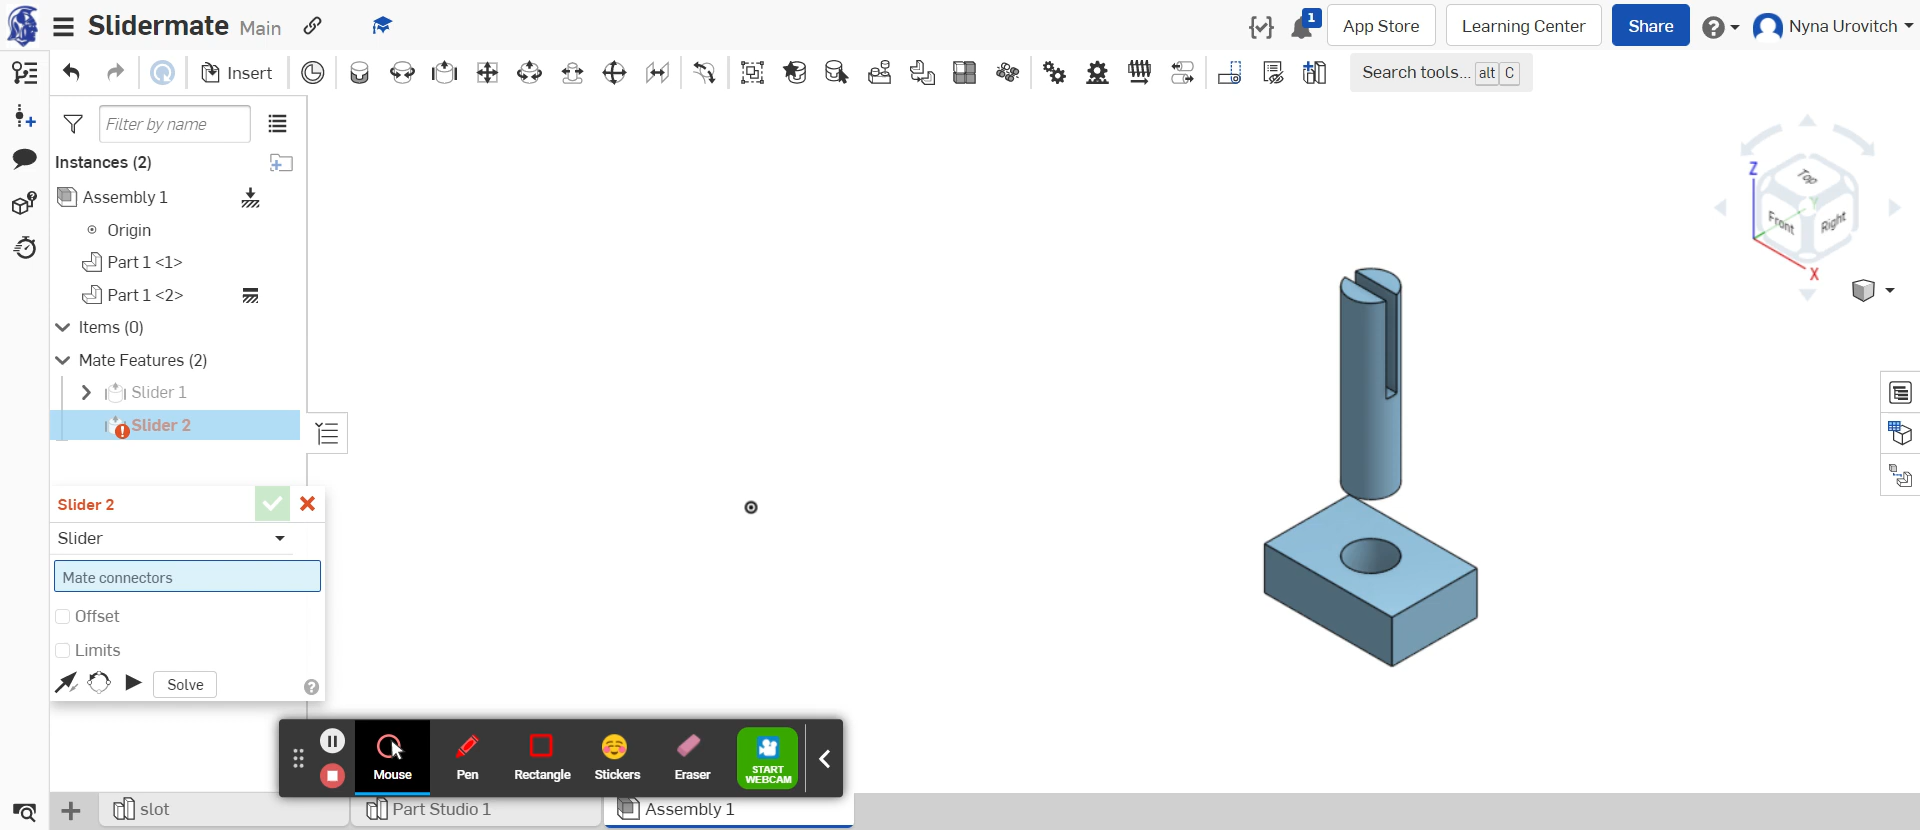 Slidermate Main
1
App Store
Learning Center
Share
Nyna Urovitch
Insert
Search tools... alt C
Filter by name
Instances (2)
Assembly 1
Origin
Part 1 <1>
Part 1 <2>
Items (0)
Mate Features (2)
Slider 1
Slider 2
Slider 2
Slider
Mate connectors
Offset
Limits
Solve
Z
Top
Front
Right
Y
X
Mouse
Pen
Rectangle
Stickers
Eraser
START
WEBCAM
slot
Part Studio 1
Assembly 1